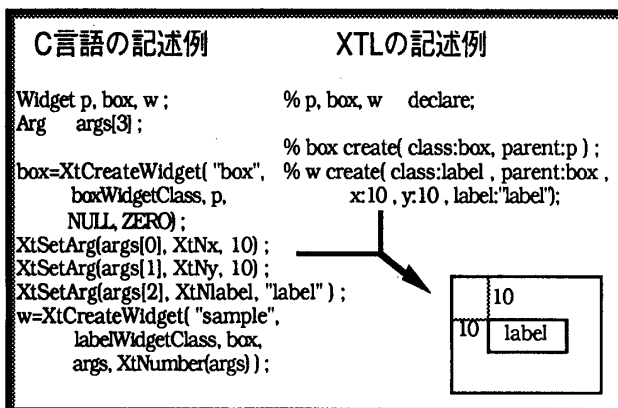 C言語の記述例
Widget p, box, w ;
Arg args[3] ;
box=XtCreateWidget( "box",
boxWidgetClass, p,
NULL, ZERO) ;
XtSetArg(args[0], XtNx, 10) ;
XtSetArg(args[1], XtNy, 10) ;
XtSetArg(args[2], XtNlabel, "label" ) ;
w=XtCreateWidget( "sample",
labelWidgetClass, box,
args, XtNumber(args) ) ;
XTLの記述例
% p, box, w declare;
% box create( class:box, parent:p ) ;
% w create( class:label , parent:box ,
x:10 , y:10 , label:"label");
10
10 label